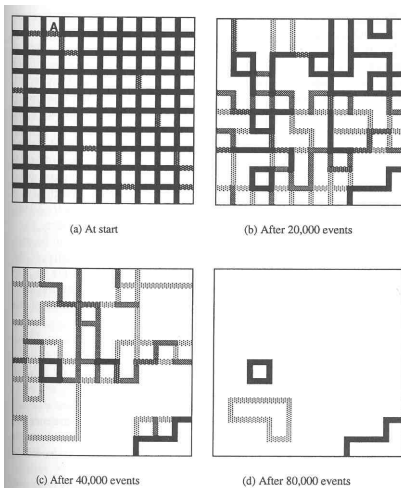 A
(a) At start
(b) After 20,000 events
(c) After 40,000 events
(d) After 80,000 events